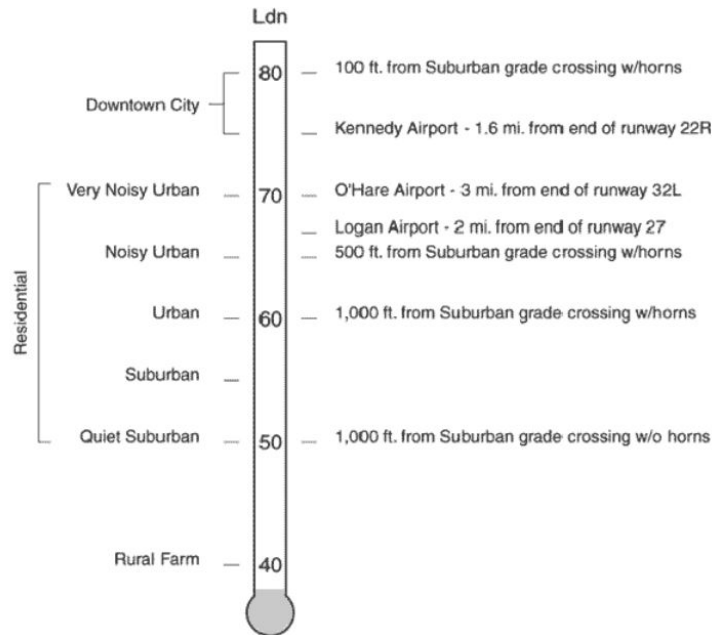 Ldn
80
100 ft. from Suburban grade crossing w/horns
Downtown City
Kennedy Airport - 1.6 mi. from end of runway 22R
Very Noisy Urban
70
O'Hare Airport - 3 mi. from end of runway 32L
Logan Airport - 2 mi. from end of runway 27
Noisy Urban
500 ft. from Suburban grade crossing w/horns
Residential
Urban
60
1,000 ft. from Suburban grade crossing w/horns
Suburban
Quiet Suburban
50
1,000 ft. from Suburban grade crossing w/o horns
Rural Farm
40